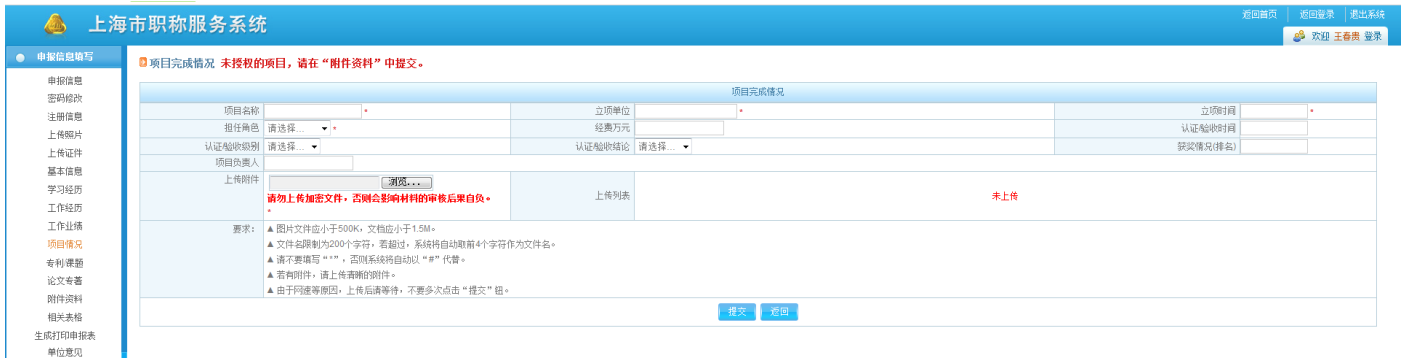 返回首页 返回登录 退出系统
上海市职称服务系统
欢迎 王春贵 登录
申报信息填写
申报信息
密码修改
注册信息
上传照片
上传证件
基本信息
学习经历
工作经历
工作业绩
项目情况
专利/课题
论文专著
附件资料
相关表格
生成打印申报表
单位意见
项目完成情况 未授权的项目，请在“附件资料”中提交。
项目完成情况
项目名称 * 立项单位 * 立项时间 *
担任角色 请选择... * 经费万元 认证/验收时间
认证/验收级别 请选择... 认证/验收结论 请选择... 获奖情况(排名)
项目负责人
上传附件 浏览... 上传列表 未上传
请勿上传加密文件，否则会影响材料的审核后果自负。
*
要求： ▲ 图片文件应小于500K，文档应小于1.5M。
▲ 文件名限制为200个字符，若超过，系统将自动取前4个字符作为文件名。
▲ 请不要填写“*”，否则系统将自动以“#”代替。
▲ 若有附件，请上传清晰的附件。
▲ 由于网速等原因，上传后请等待，不要多次点击“提交”钮。
提交 返回